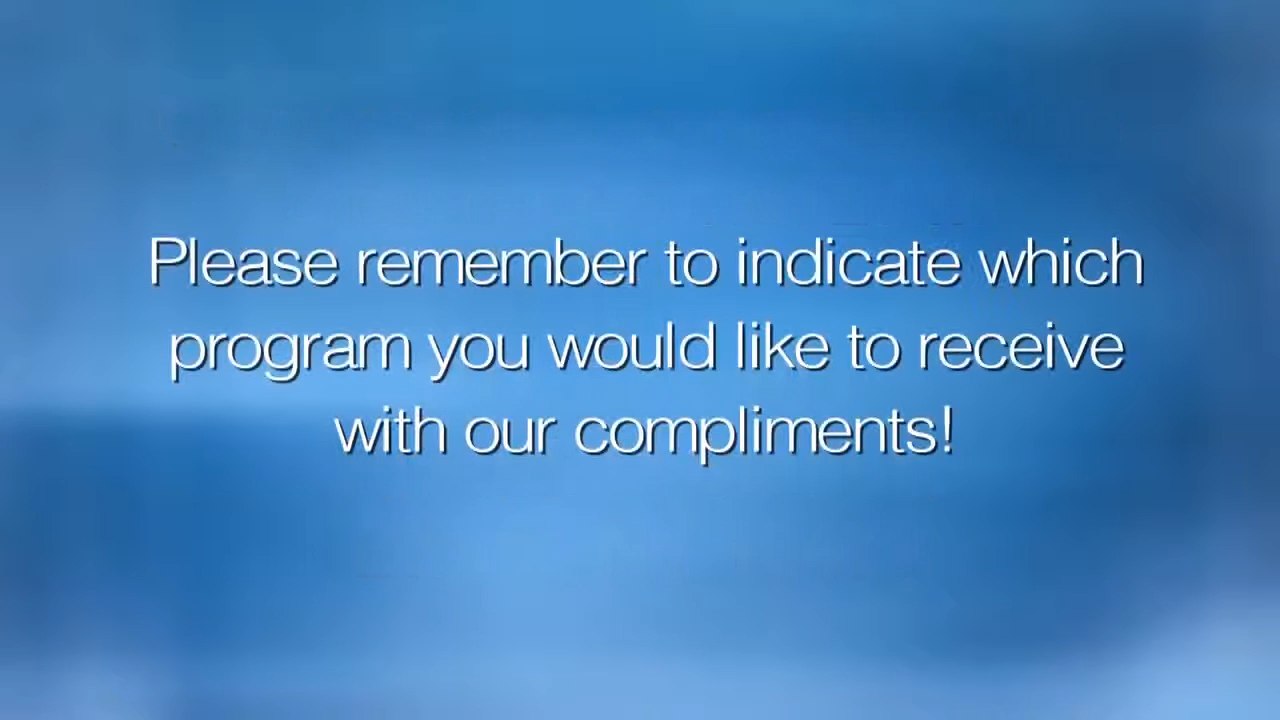 Please remember to indicate which
program you would like to receive
with our compliments!